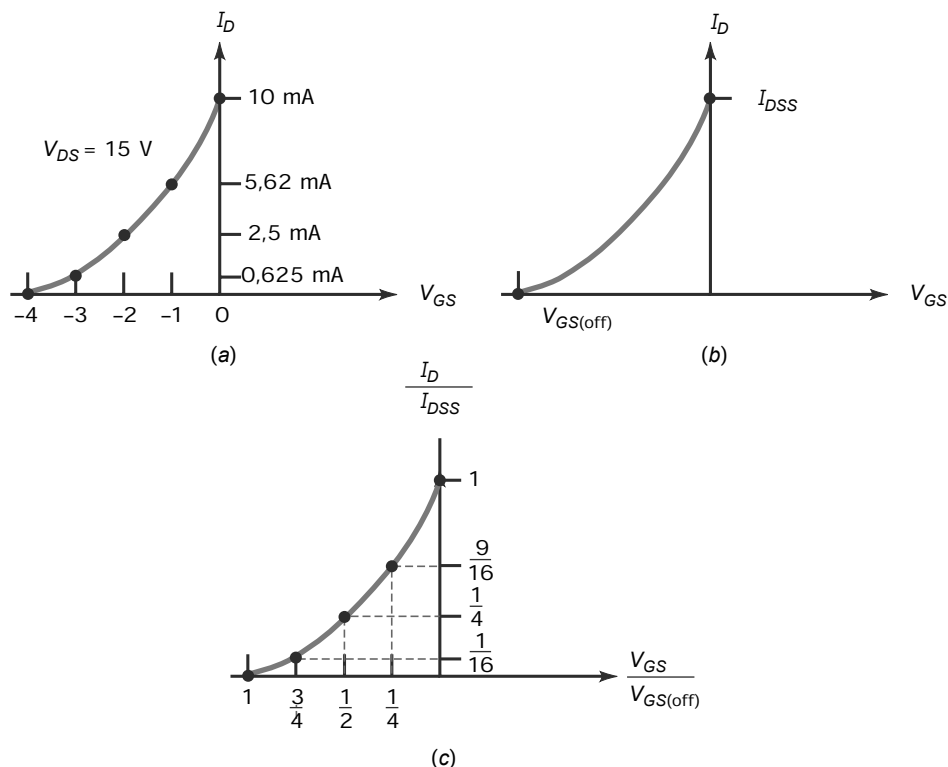 I_D
10 mA
V_DS = 15 V
5,62 mA
2,5 mA
0,625 mA
–4 –3 –2 –1 0
V_GS
(a)
I_D
I_DSS
V_GS(off)
V_GS
(b)
I_D
I_DSS
1
9
16
1
4
1
16
1 3/4 1/2 1/4
V_GS
V_GS(off)
(c)